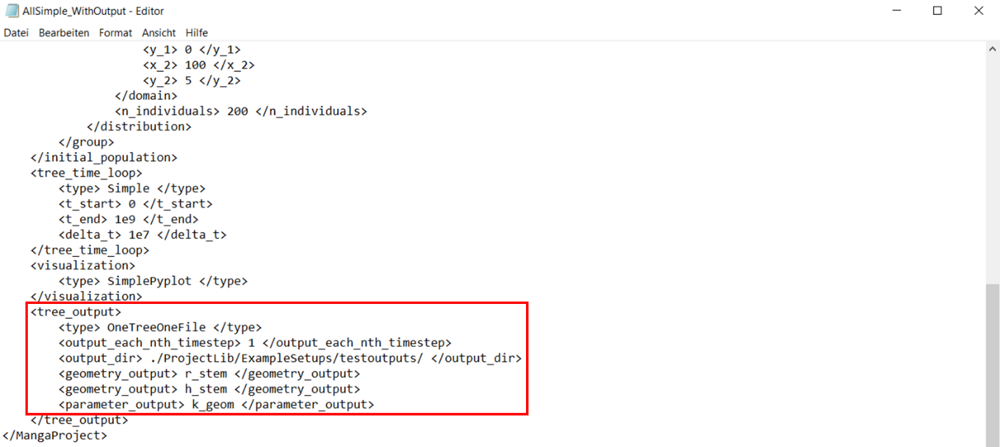 AllSimple_WithOutput - Editor
Datei Bearbeiten Format Ansicht Hilfe
<y_1> 0 </y_1>
<x_2> 100 </x_2>
<y_2> 5 </y_2>
</domain>
<n_individuals> 200 </n_individuals>
</distribution>
</group>
</initial_population>
<tree_time_loop>
<type> Simple </type>
<t_start> 0 </t_start>
<t_end> 1e9 </t_end>
<delta_t> 1e7 </delta_t>
</tree_time_loop>
<visualization>
<type> SimplePyplot </type>
</visualization>
<tree_output>
<type> OneTreeOneFile </type>
<output_each_nth_timestep> 1 </output_each_nth_timestep>
<output_dir> ./ProjectLib/ExampleSetups/testoutputs/ </output_dir>
<geometry_output> r_stem </geometry_output>
<geometry_output> h_stem </geometry_output>
<parameter_output> k_geom </parameter_output>
</tree_output>
</MangaProject>